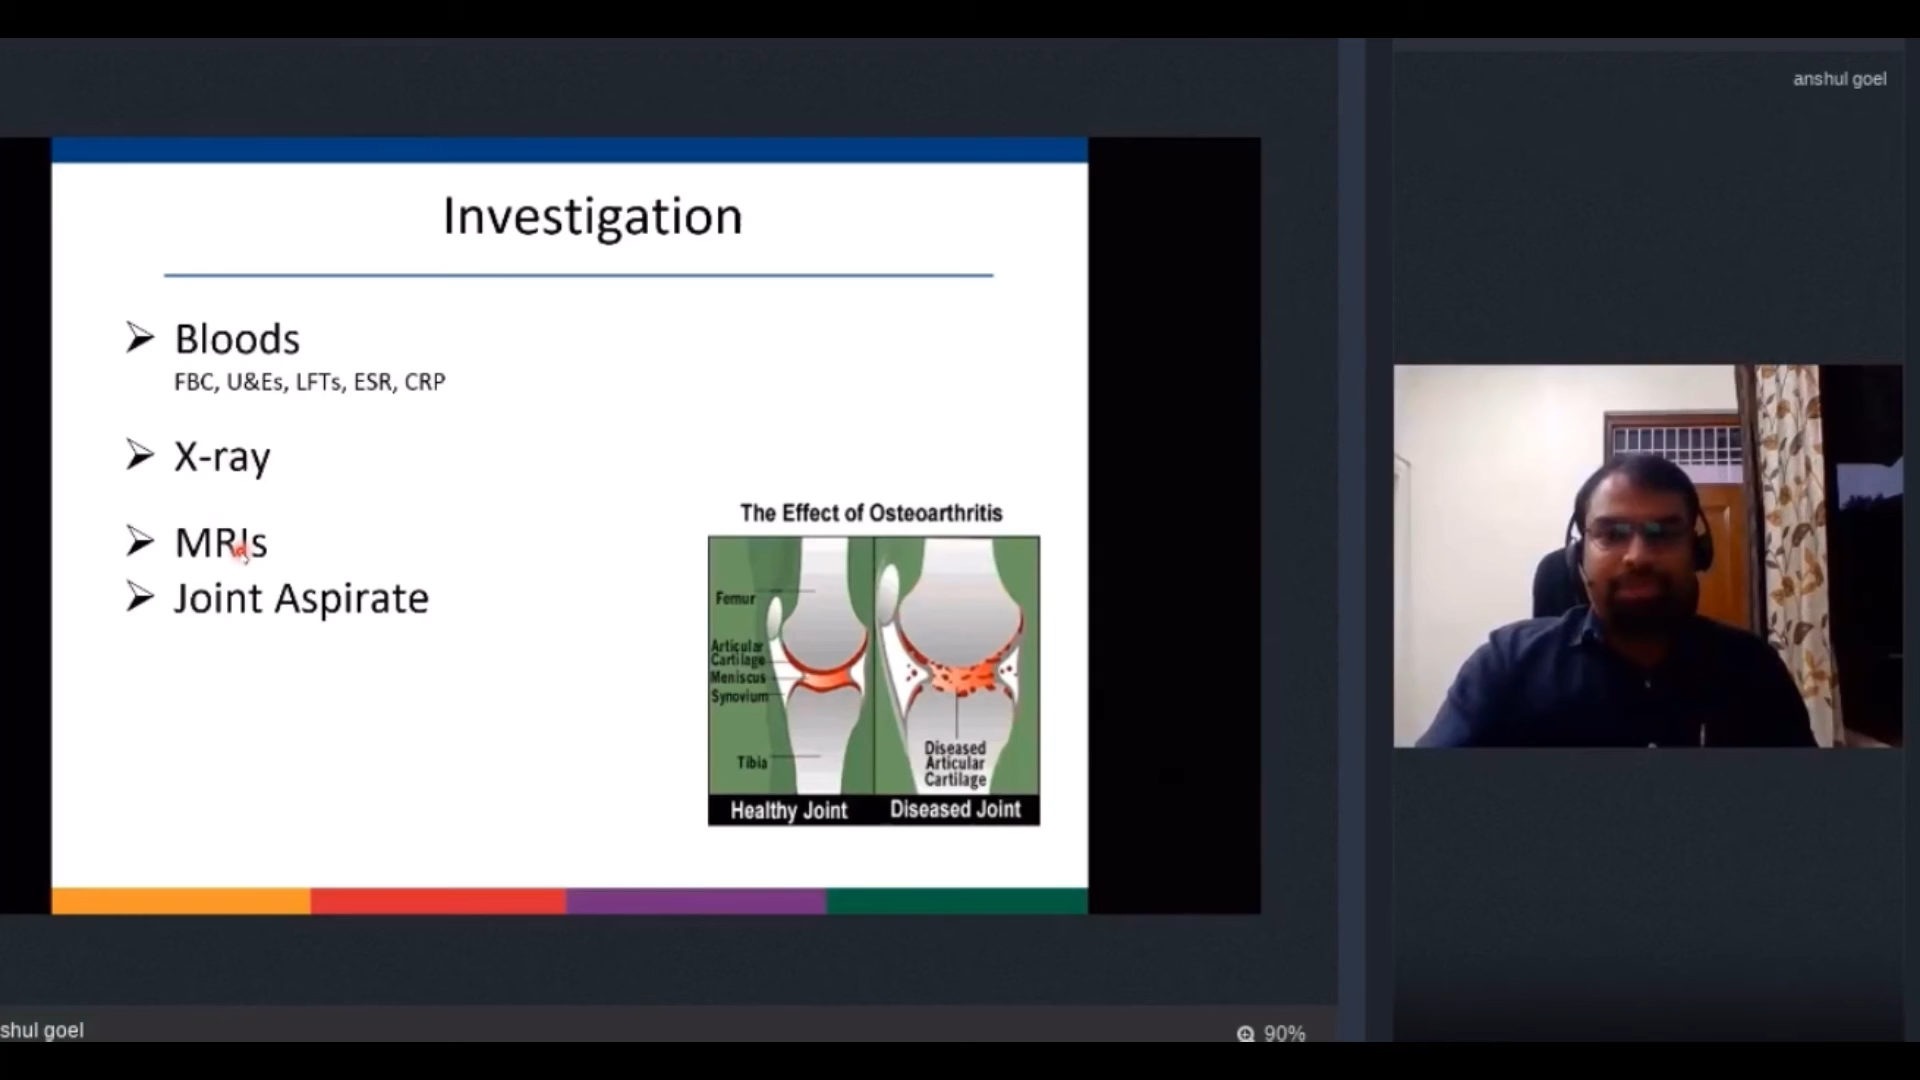 anshul goel
Investigation
Bloods
FBC, U&Es, LFTs, ESR, CRP
X-ray
MRIs
Joint Aspirate
The Effect of Osteoarthritis
Femur
Articular
Cartilage
Meniscus
Synovium
Tibia
Diseased
Articular
Cartilage
Healthy Joint
Diseased Joint
shul goel
90%